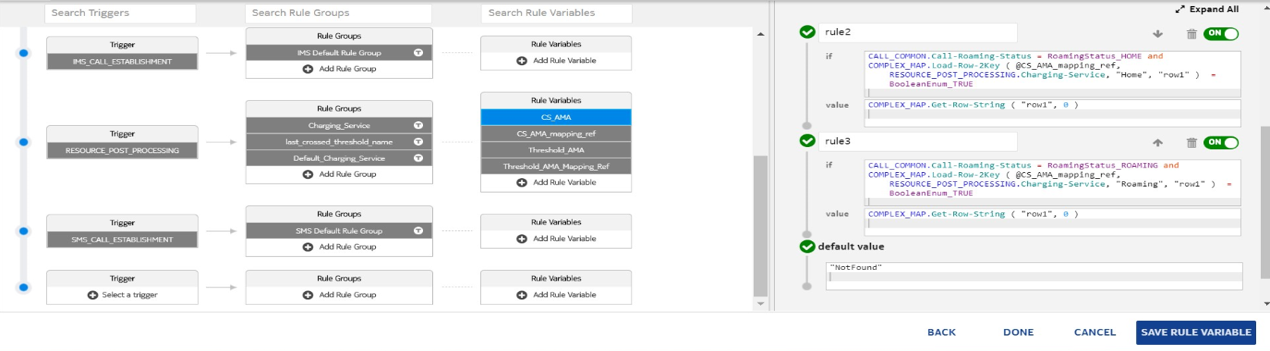 Search Triggers
Search Rule Groups
Search Rule Variables
Trigger
IMS_CALL_ESTABLISHMENT
Rule Groups
IMS Default Rule Group
Add Rule Group
Rule Variables
Add Rule Variable
Trigger
RESOURCE_POST_PROCESSING
Rule Groups
Charging_Service
last_crossed_threshold_name
Default_Charging_Service
Add Rule Group
Rule Variables
CS_AMA
CS_AMA_mapping_ref
Threshold_AMA
Threshold_AMA_Mapping_Ref
Add Rule Variable
Trigger
SMS_CALL_ESTABLISHMENT
Rule Groups
SMS Default Rule Group
Add Rule Group
Rule Variables
Add Rule Variable
Trigger
Select a trigger
Rule Groups
Add Rule Group
Rule Variables
Add Rule Variable
Expand All
rule2
ON
if
CALL_COMMON.Call-Roaming-Status = RoamingStatus_HOME and
COMPLEX_MAP.Load-Row-2Key ( @CS_AMA_mapping_ref,
RESOURCE_POST_PROCESSING.Charging-Service, "Home", "row1" ) =
BooleanEnum_TRUE
value
COMPLEX_MAP.Get-Row-String ( "row1", 0 )
rule3
ON
if
CALL_COMMON.Call-Roaming-Status = RoamingStatus_ROAMING and
COMPLEX_MAP.Load-Row-2Key ( @CS_AMA_mapping_ref,
RESOURCE_POST_PROCESSING.Charging-Service, "Roaming", "row1" ) =
BooleanEnum_TRUE
value
COMPLEX_MAP.Get-Row-String ( "row1", 0 )
default value
"NotFound"
BACK
DONE
CANCEL
SAVE RULE VARIABLE